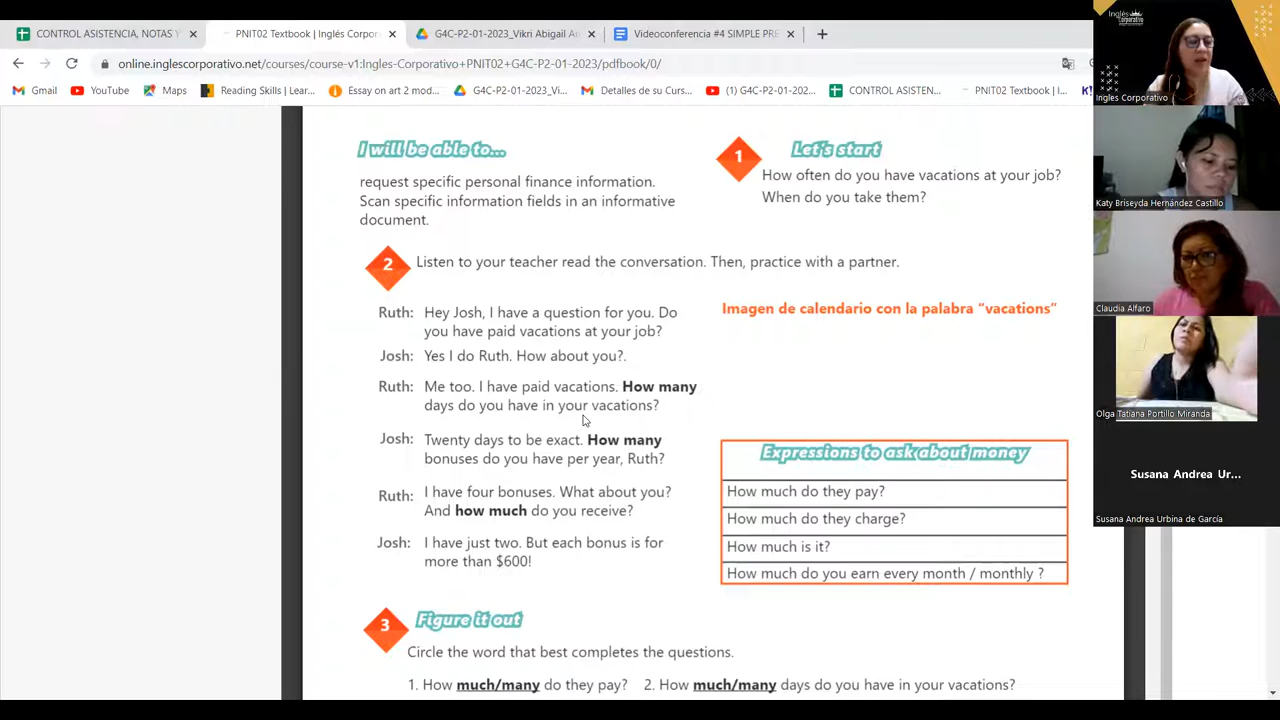 CONTROL ASISTENCIA, NOTAS Y
PNIT02 Textbook | Inglés Corpor
G4C-P2-01-2023_Vikri Abigail An
Videoconferencia #4 SIMPLE PRE
online.inglescorporativo.net/courses/course-v1:Ingles-Corporativo+PNIT02+G4C-P2-01-2023/pdfbook/0/
Gmail
YouTube
Maps
Reading Skills | Lear...
Essay on art 2 mod...
G4C-P2-01-2023_Vi...
Detalles de su Curs...
(1) G4C-P2-01-202...
CONTROL ASISTEN...
PNIT02 Textbook | I...
I will be able to...
request specific personal finance information.
Scan specific information fields in an informative
document.
1
Let's start
How often do you have vacations at your job?
When do you take them?
2
Listen to your teacher read the conversation. Then, practice with a partner.
Ruth: Hey Josh, I have a question for you. Do
you have paid vacations at your job?
Josh: Yes I do Ruth. How about you?.
Ruth: Me too. I have paid vacations. How many
days do you have in your vacations?
Josh: Twenty days to be exact. How many
bonuses do you have per year, Ruth?
Ruth: I have four bonuses. What about you?
And how much do you receive?
Josh: I have just two. But each bonus is for
more than $600!
Imagen de calendario con la palabra “vacations”
Expressions to ask about money
How much do they pay?
How much do they charge?
How much is it?
How much do you earn every month / monthly ?
3
Figure it out
Circle the word that best completes the questions.
1. How much/many do they pay? 2. How much/many days do you have in your vacations?
Inglés
Corporativo
Ingles Corporativo
Katy Briseyda Hernández Castillo
Claudia Alfaro
Olga Tatiana Portillo Miranda
Susana Andrea Ur...
Susana Andrea Urbina de García